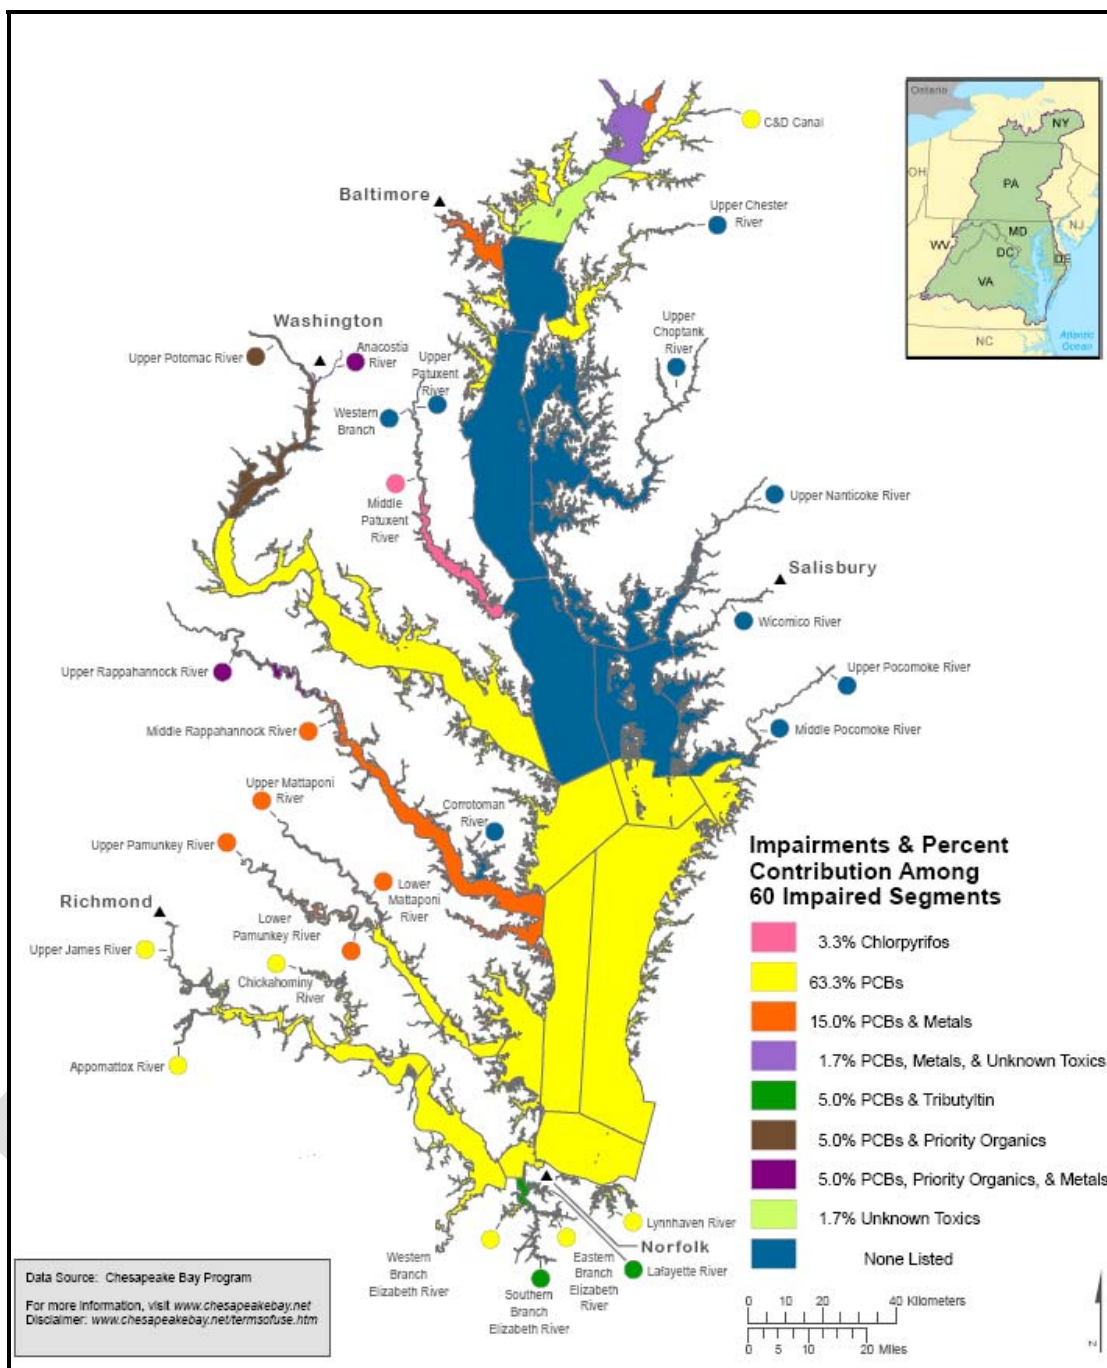 Ontario
NY
OH
PA
NJ
MD
WV
DC
DE
VA
NC
Atlantic
Ocean
C&D Canal
Baltimore
Upper Chester
River
Washington
Upper Potomac River
Anacostia
River
Upper
Patuxent
River
Western
Branch
Upper
Choptank
River
Middle
Patuxent
River
Upper Nanticoke River
Salisbury
Wicomico River
Upper Rappahannock River
Upper Pocomoke River
Middle Rappahannock River
Middle Pocomoke River
Upper Mattaponi
River
Corrotoman
River
Upper Pamunkey River
Lower
Mattaponi
River
Richmond
Lower
Pamunkey River
Upper James River
Chickahominy
River
Appomattox River
Impairments & Percent
Contribution Among
60 Impaired Segments
3.3% Chlorpyrifos
63.3% PCBs
15.0% PCBs & Metals
1.7% PCBs, Metals, & Unknown Toxics
5.0% PCBs & Tributyltin
5.0% PCBs & Priority Organics
5.0% PCBs, Priority Organics, & Metals
1.7% Unknown Toxics
None Listed
Lynnhaven River
Norfolk
Lafayette River
Western
Branch
Elizabeth River
Eastern
Branch
Elizabeth
River
Southern
Branch
Elizabeth River
0 10 20 40 Kilometers
0 5 10 20 Miles
N
Data Source: Chesapeake Bay Program
For more information, visit www.chesapeakebay.net
Disclaimer: www.chesapeakebay.net/termsofuse.htm